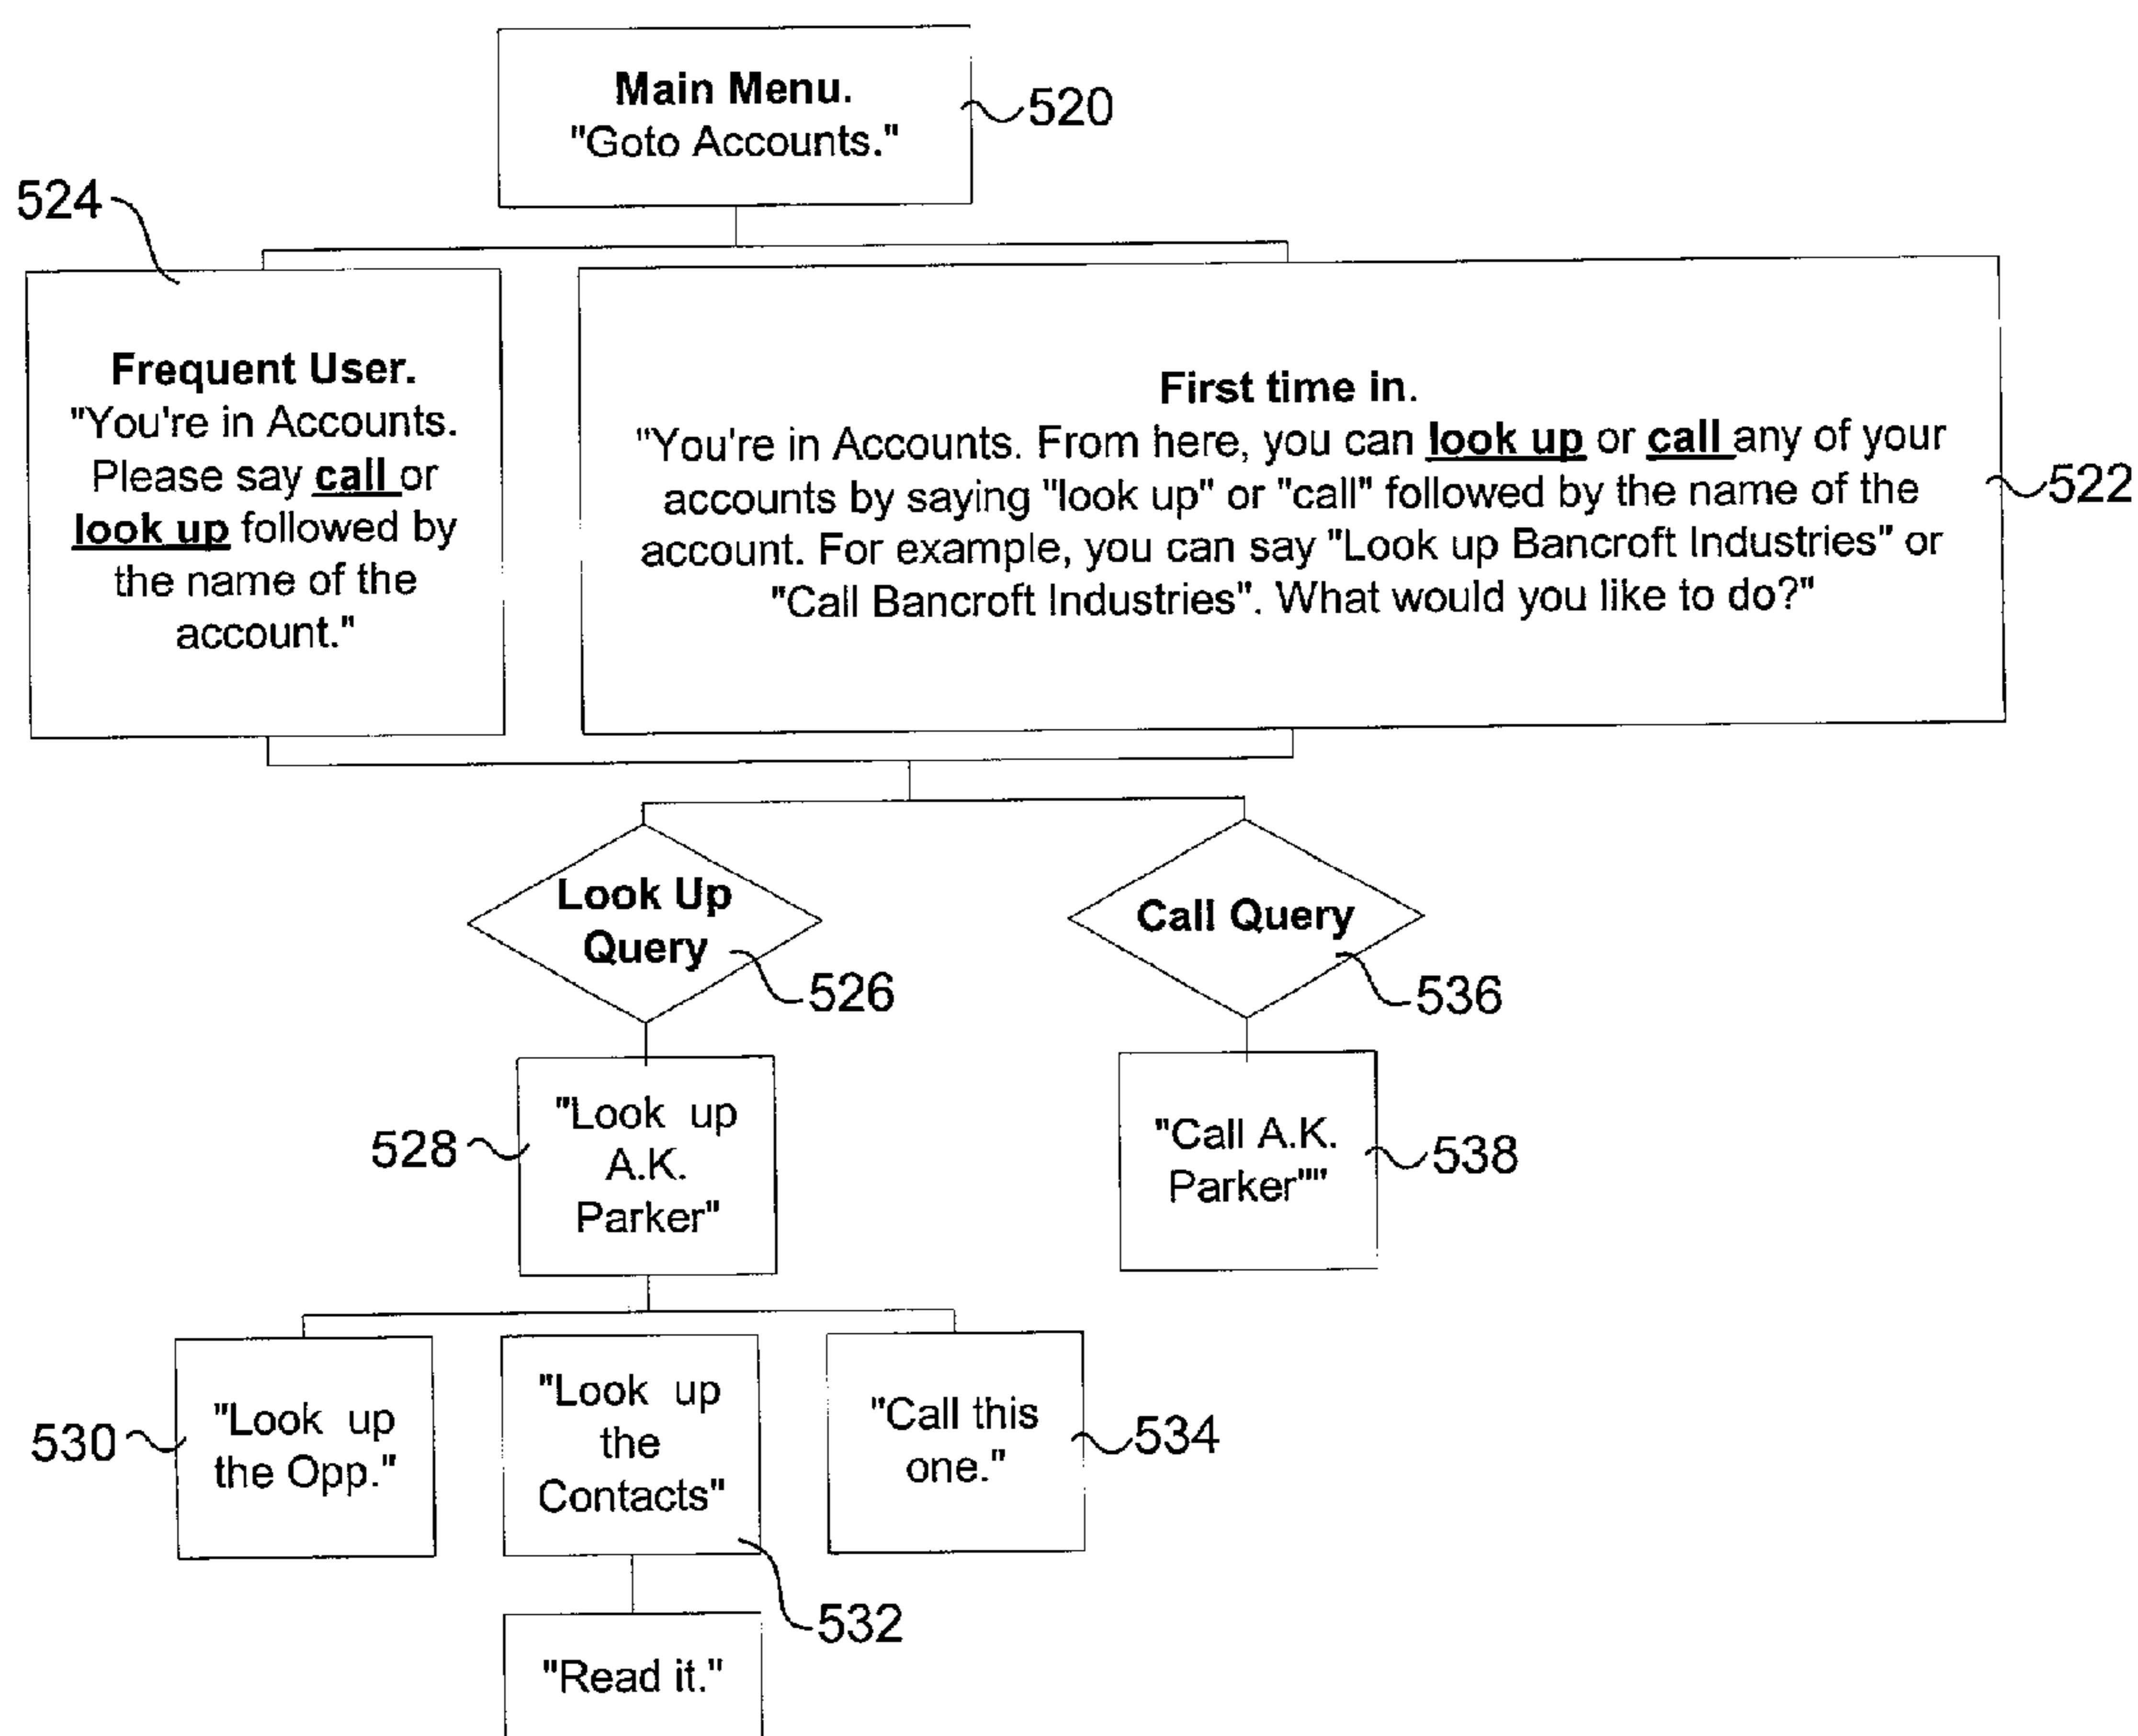 Main Menu.
"Goto Accounts."
520
524
Frequent User.
"You're in Accounts.
Please say call or
look up followed by
the name of the
account."
First time in.
"You're in Accounts. From here, you can look up or call any of your
accounts by saying "look up" or "call" followed by the name of the
account. For example, you can say "Look up Bancroft Industries" or
"Call Bancroft Industries". What would you like to do?"
522
Look Up
Query
526
Call Query
536
528
"Look up
A.K.
Parker"
"Call A.K.
Parker""
538
530
"Look up
the Opp."
"Look up
the
Contacts"
532
"Call this
one."
534
"Read it."